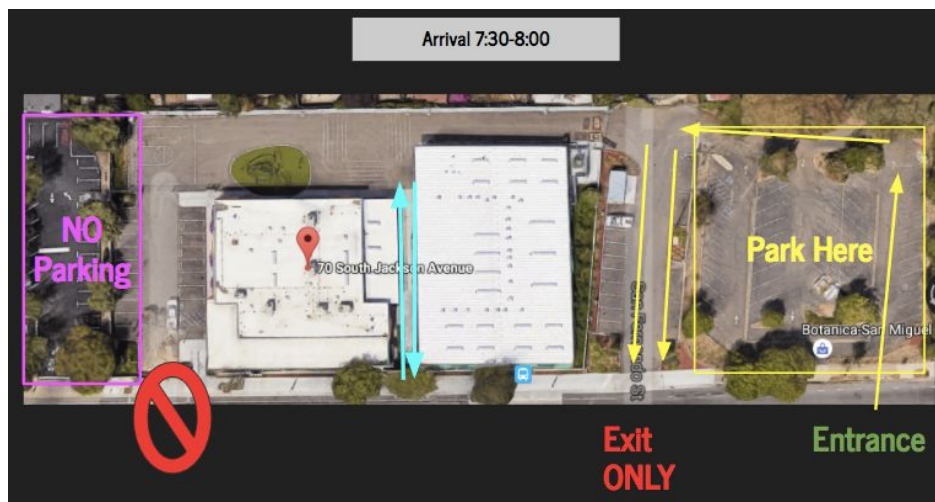 Arrival 7:30-8:00
NO
Parking
70 South Jackson Avenue
Park Here
Botanica-San Miguel
Exit
ONLY
Entrance